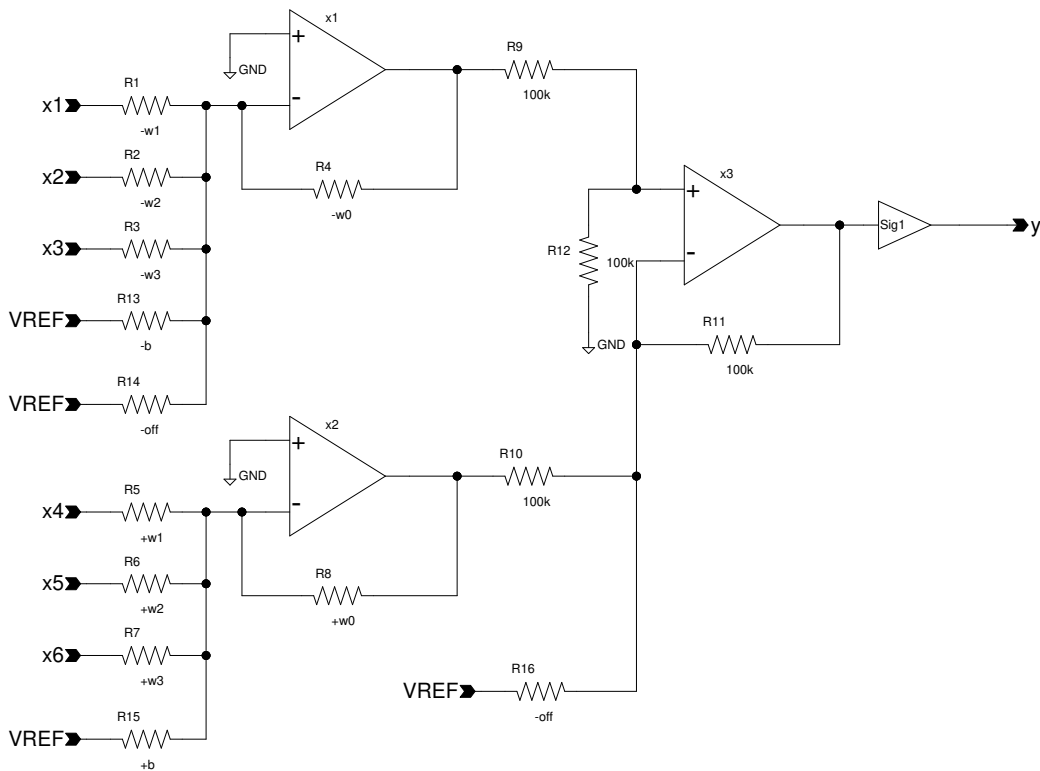 x1
GND
R9
100k
x1
R1
-w1
x2
R2
-w2
R4
-w0
x3
R3
-w3
VREF
R13
-b
VREF
R14
-off
x3
R12
100k
GND
R11
100k
Sig1
y
x2
GND
R10
100k
x4
R5
+w1
x5
R6
+w2
R8
+w0
x6
R7
+w3
VREF
R16
-off
VREF
R15
+b